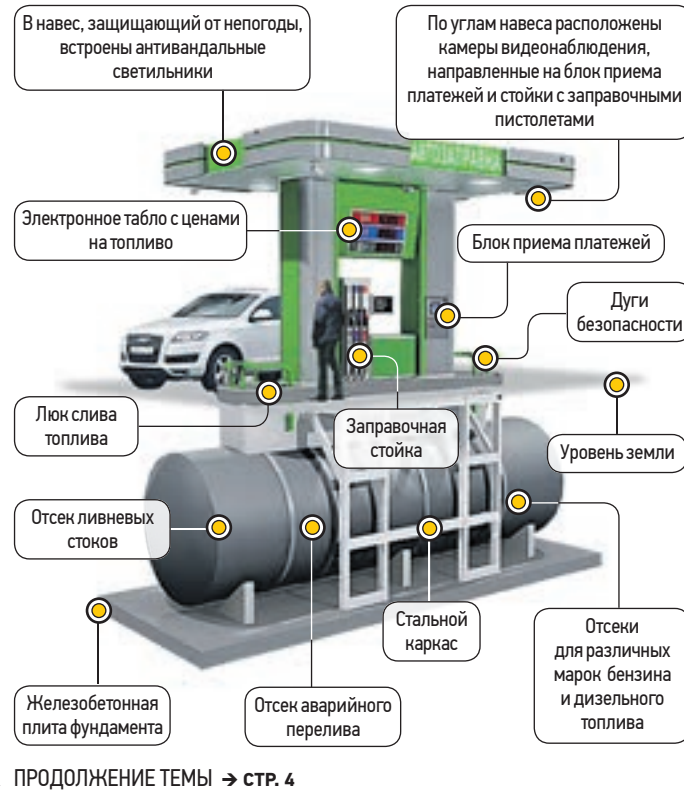 В навес, защищающий от непогоды,
встроены антивандальные
светильники
По углам навеса расположены
камеры видеонаблюдения,
направленные на блок приема
платежей и стойки с заправочными
пистолетами
АВТОЗАПРАВКА
Электронное табло с ценами
на топливо
Блок приема платежей
Дуги
безопасности
Люк слива
топлива
Заправочная
стойка
Уровень земли
Отсек ливневых
стоков
Стальной
каркас
Отсеки
для различных
марок бензина
и дизельного
топлива
Железобетонная
плита фундамента
Отсек аварийного
перелива
ПРОДОЛЖЕНИЕ ТЕМЫ → СТР. 4